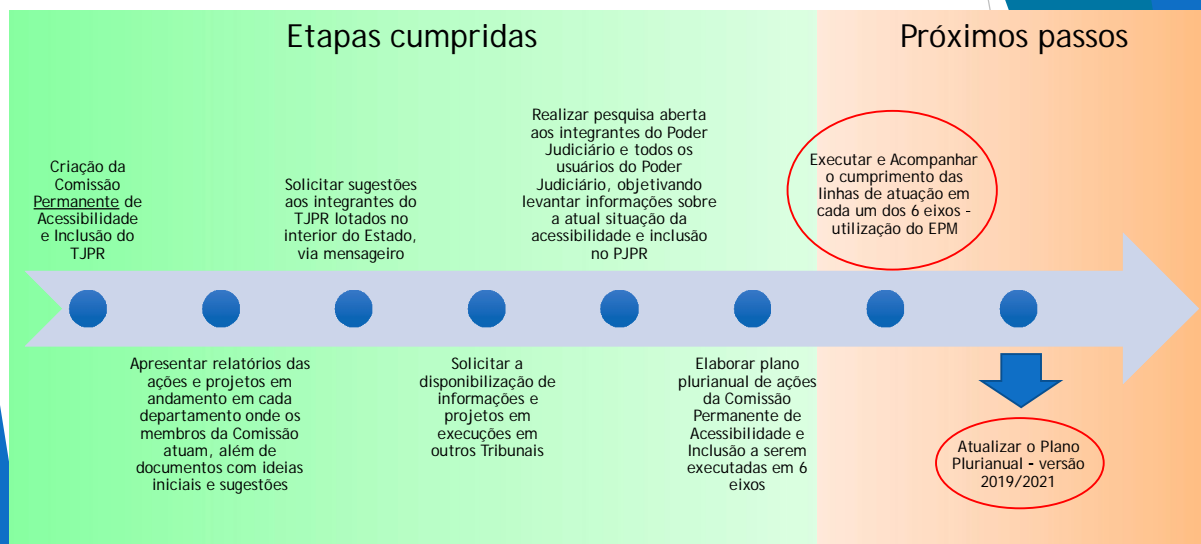 Etapas cumpridas
Próximos passos
Criação da
Comissão
Permanente de
Acessibilidade
e Inclusão do
TJPR
Apresentar relatórios das
ações e projetos em
andamento em cada
departamento onde os
membros da Comissão
atuam, além de
documentos com ideias
iniciais e sugestões
Solicitar sugestões
aos integrantes do
TJPR lotados no
interior do Estado,
via mensageiro
Solicitar a
disponibilização de
informações e
projetos em
execuções em
outros Tribunais
Realizar pesquisa aberta
aos integrantes do Poder
Judiciário e todos os
usuários do Poder
Judiciário, objetivando
levantar informações sobre
a atual situação da
acessibilidade e inclusão
no PJPR
Elaborar plano
plurianual de ações
da Comissão
Permanente de
Acessibilidade e
Inclusão a serem
executadas em 6
eixos
Executar e Acompanhar
o cumprimento das
linhas de atuação em
cada um dos 6 eixos -
utilização do EPM
Atualizar o Plano
Plurianual - versão
2019/2021